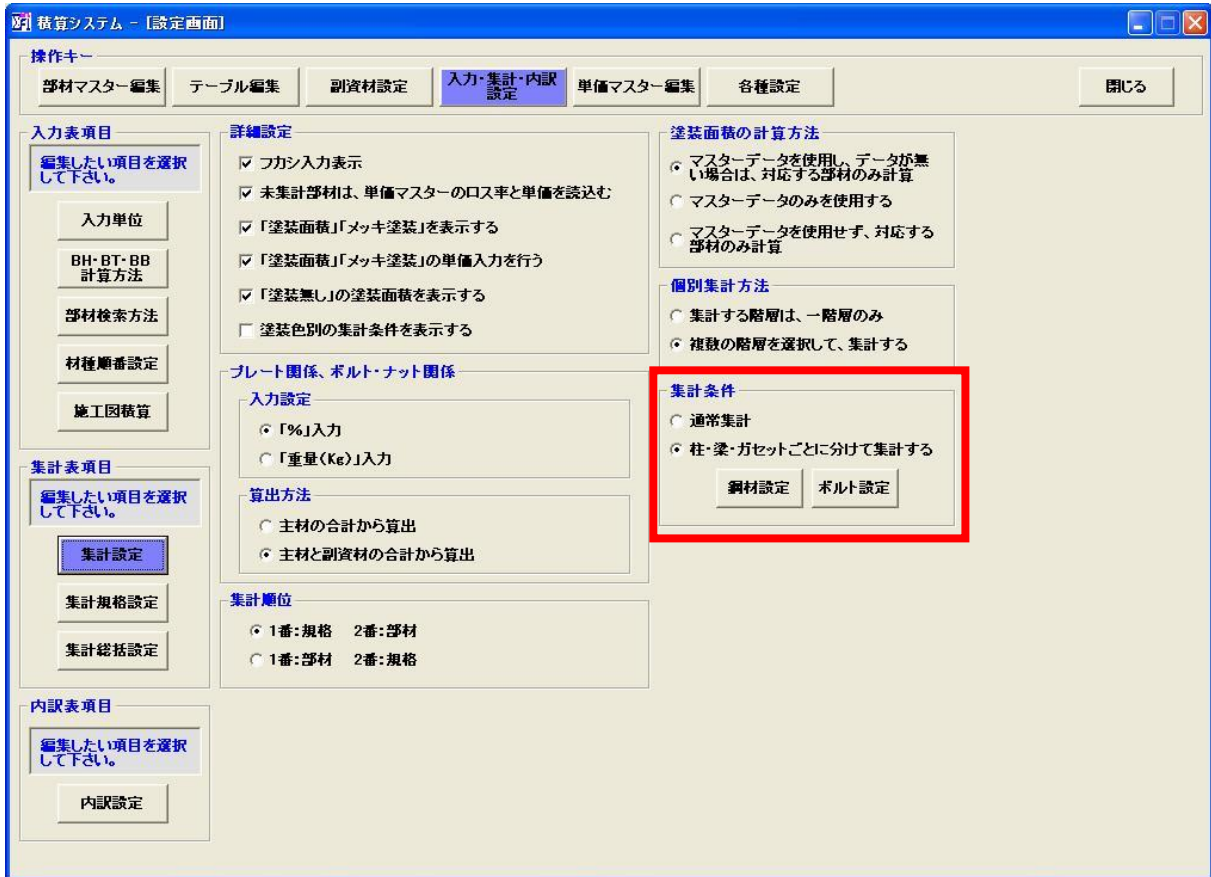 積算システム - [設定画面]
操作キー
部材マスター編集
テーブル編集
副資材設定
入力・集計・内訳
設定
単価マスター編集
各種設定
閉じる
入力表項目
編集したい項目を選択
して下さい。
入力単位
BH・BT・BB
計算方法
部材検索方法
材種順番設定
施工図積算
集計表項目
編集したい項目を選択
して下さい。
集計設定
集計規格設定
集計総括設定
内訳表項目
編集したい項目を選択
して下さい。
内訳設定
詳細設定
フカシ入力表示
未集計部材は、単価マスターのロス率と単価を読込む
「塗装面積」「メッキ塗装」を表示する
「塗装面積」「メッキ塗装」の単価入力を行う
「塗装無し」の塗装面積を表示する
塗装色別の集計条件を表示する
プレート関係、ボルト・ナット関係
入力設定
「%」入力
「重量(Kg)」入力
算出方法
主材の合計から算出
主材と副資材の合計から算出
集計順位
1番:規格 2番:部材
1番:部材 2番:規格
塗装面積の計算方法
マスターデータを使用し、データが無
い場合は、対応する部材のみ計算
マスターデータのみを使用する
マスターデータを使用せず、対応する
部材のみ計算
個別集計方法
集計する階層は、一階層のみ
複数の階層を選択して、集計する
集計条件
通常集計
柱・梁・ガセットごとに分けて集計する
鋼材設定
ボルト設定